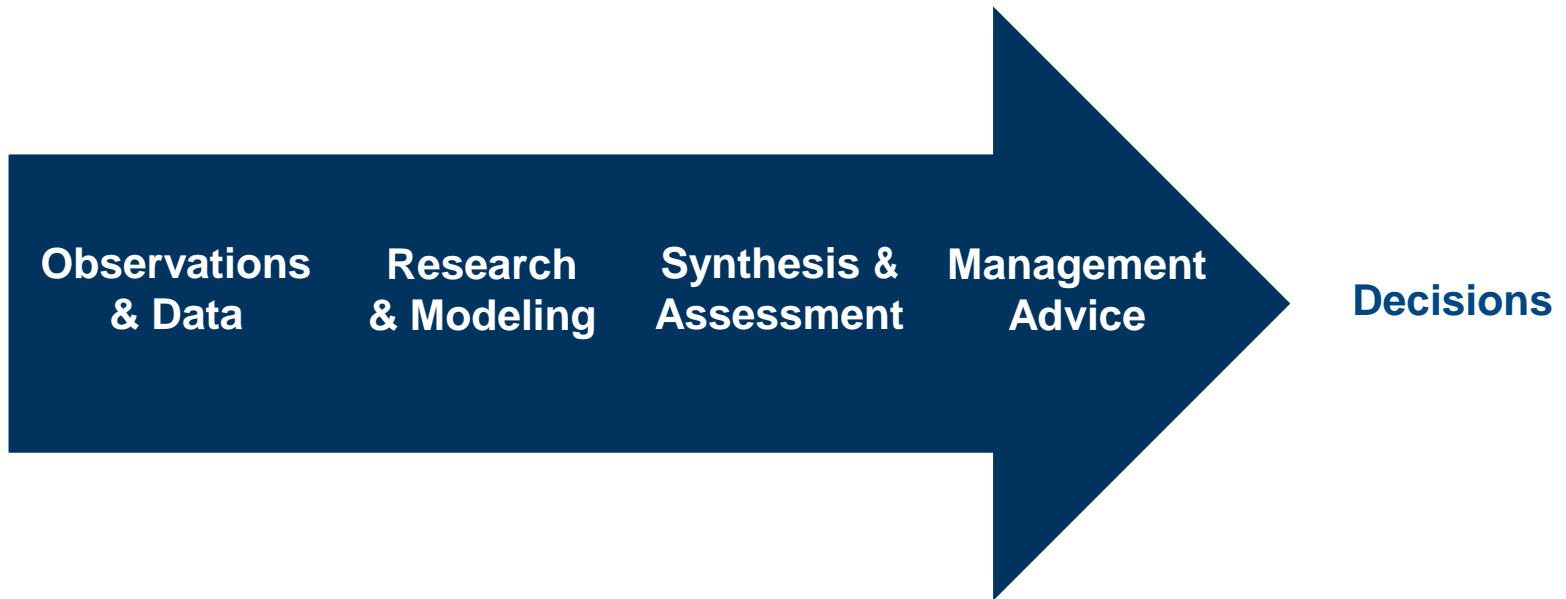 Observations
& Data
Research
& Modeling
Synthesis &
Assessment
Management
Advice
Decisions